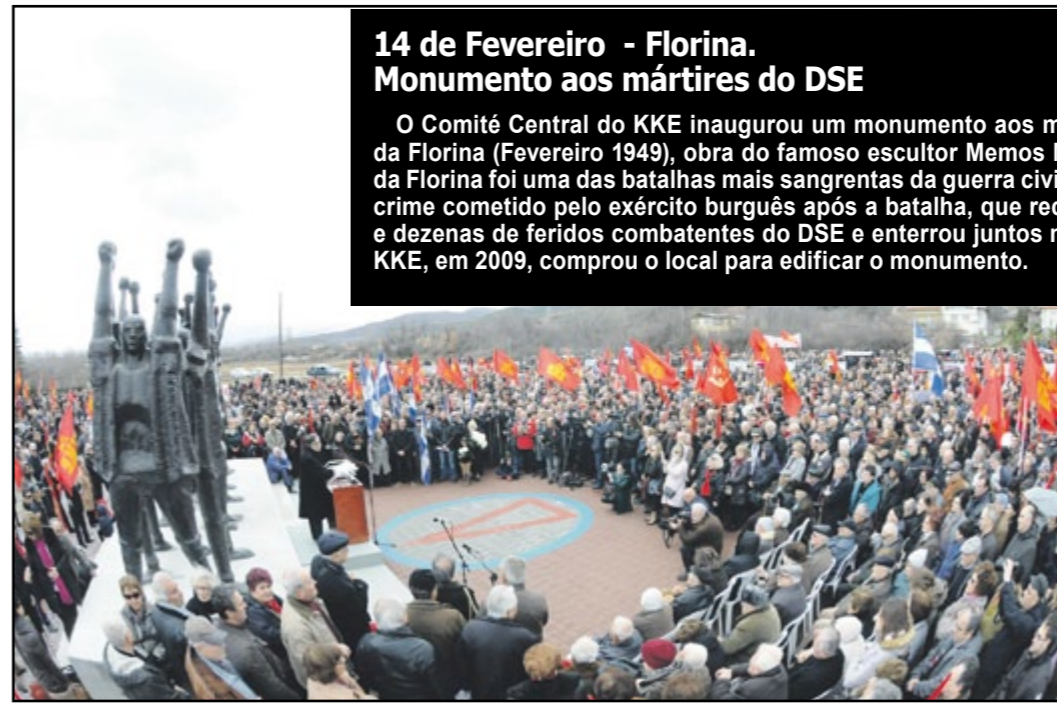 14 de Fevereiro - Florina.
Monumento aos mártires do DSE
O Comité Central do KKE inaugurou um monumento aos
da Florina (Fevereiro 1949), obra do famoso escultor Memos
da Florina foi uma das batalhas mais sangrentas da guerra
crime cometido pelo exército burguês após a batalha, que
e dezenas de feridos combatentes do DSE e enterrou juntos
KKE, em 2009, comprou o local para edificar o monumento.